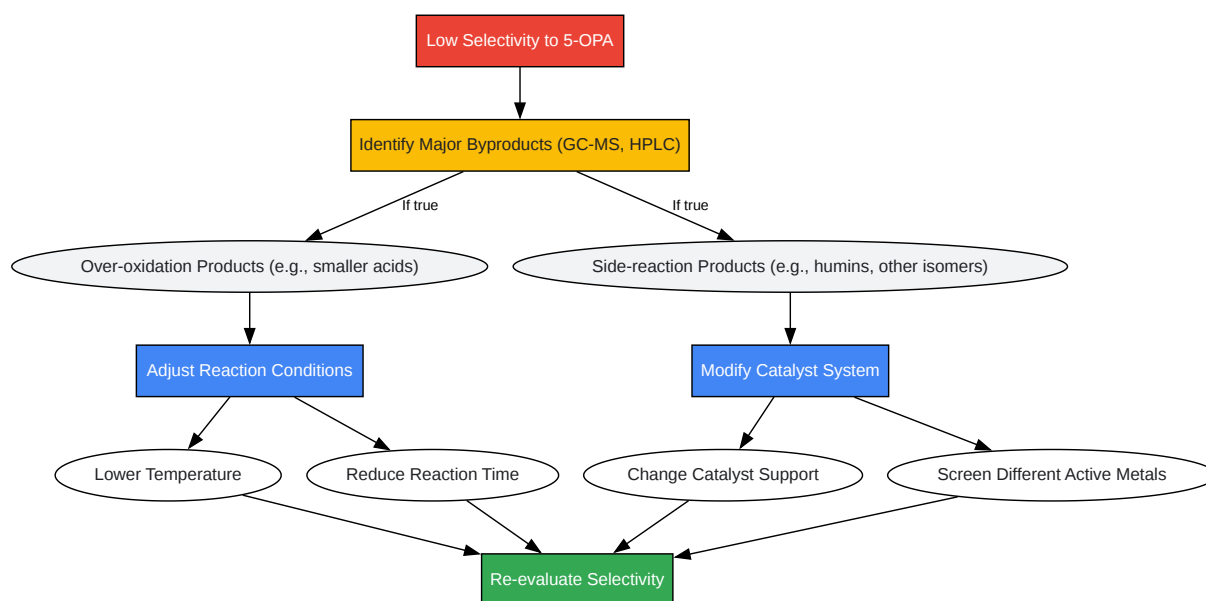 Low Selectivity to 5-OPA
Identify Major Byproducts (GC-MS, HPLC)
If true
If true
Over-oxidation Products (e.g., smaller acids)
Side-reaction Products (e.g., humins, other isomers)
Adjust Reaction Conditions
Modify Catalyst System
Lower Temperature
Reduce Reaction Time
Change Catalyst Support
Screen Different Active Metals
Re-evaluate Selectivity